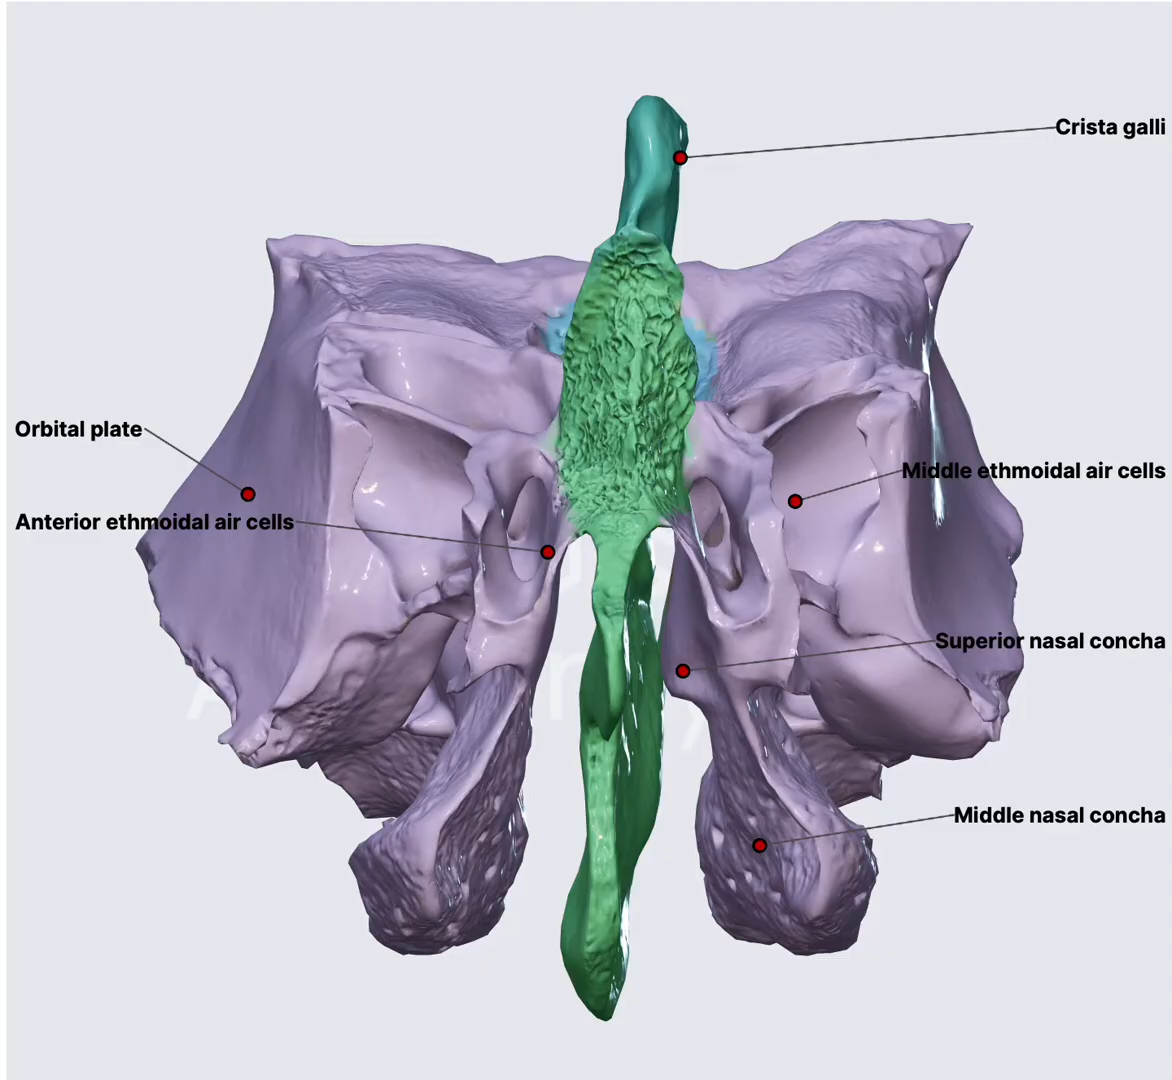 Crista galli
Orbital plate
Middle ethmoidal air cells
Anterior ethmoidal air cells
Superior nasal concha
Middle nasal concha